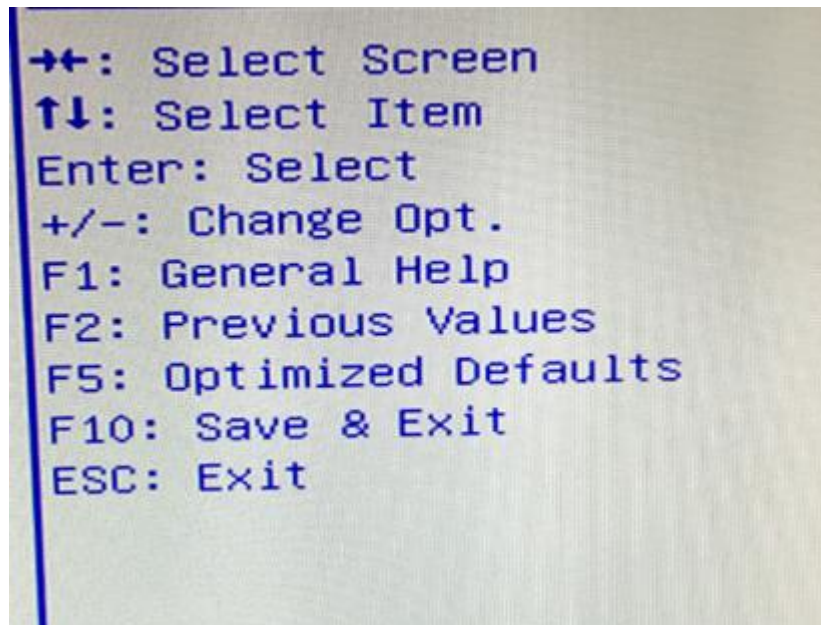 →←: Select Screen
↑↓: Select Item
Enter: Select
+/-: Change Opt.
F1: General Help
F2: Previous Values
F5: Optimized Defaults
F10: Save & Exit
ESC: Exit